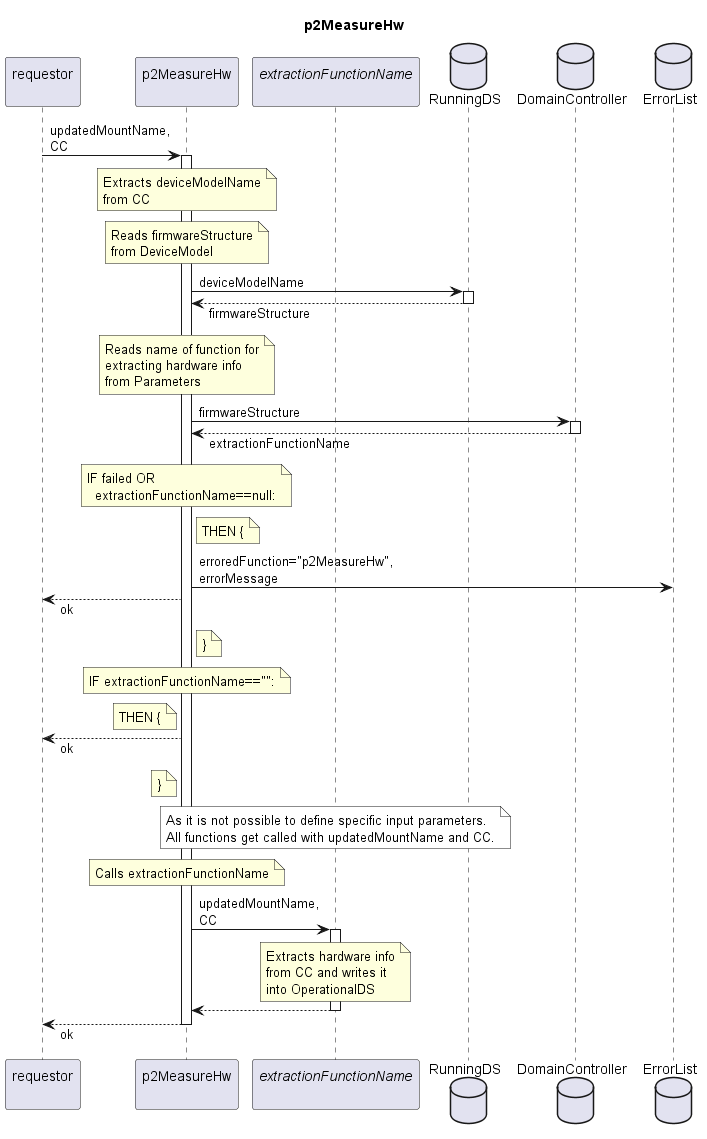 p2MeasureHw
requestor
p2MeasureHw
extractionFunctionName
RunningDS
DomainController
ErrorList
updatedMountName,
CC
Extracts deviceModelName
from CC
Reads firmwareStructure
from DeviceModel
deviceModelName
firmwareStructure
Reads name of function for
extracting hardware info
from Parameters
firmwareStructure
extractionFunctionName
IF failed OR
extractionFunctionName==null:
THEN {
erroredFunction="p2MeasureHw",
errorMessage
ok
}
IF extractionFunctionName=="":
THEN {
ok
}
As it is not possible to define specific input parameters.
All functions get called with updatedMountName and CC.
Calls extractionFunctionName
updatedMountName,
CC
Extracts hardware info
from CC and writes it
into OperationalDS
ok
requestor
p2MeasureHw
extractionFunctionName
RunningDS
DomainController
ErrorList